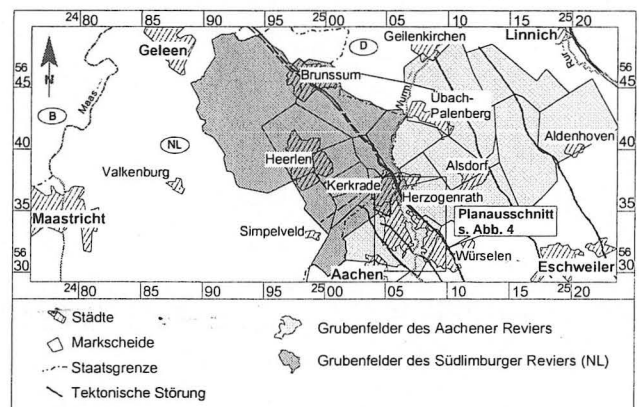 24 80 85 90 95 25 00 05 10 15 25 20
Geleen
D
Geilenkirchen
Linnich
56
45
N
Brunssum
Rur
56
45
Maas
Wurm
Übach-
Palenberg
B
NL
Aldenhoven
40
Heerlen
Alsdorf
40
Valkenburg
Kerkrade
Herzogenrath
35
Maastricht
Planausschnitt
s. Abb. 4
35
Simpelveld
Würselen
56
30
Aachen
Eschweiler
56
30
24 80 85 90 95 25 00 05 10 15 25 20
Städte
Markscheide
Staatsgrenze
Tektonische Störung
Grubenfelder des Aachener Reviers
Grubenfelder des Südlimburger Reviers (NL)